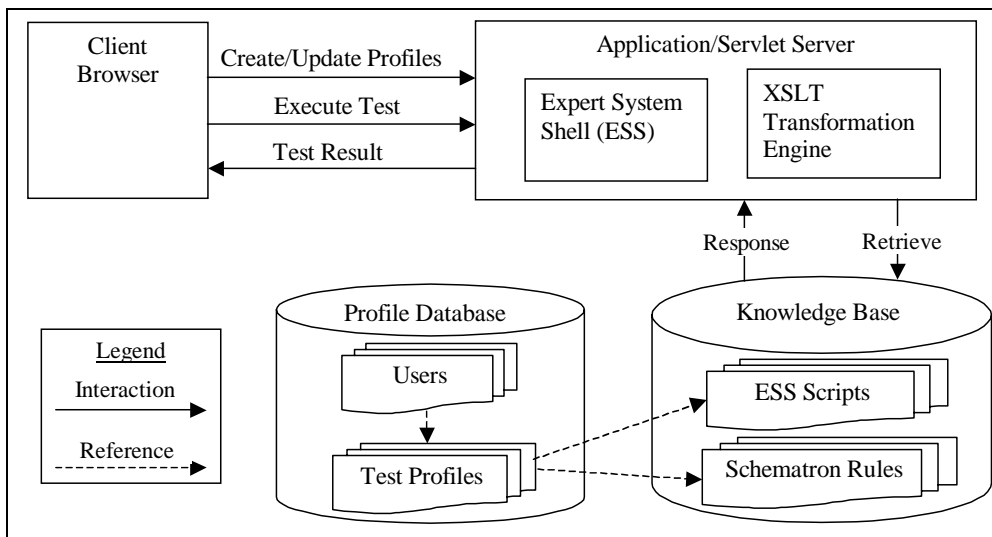 Client
Browser
Create/Update Profiles
Execute Test
Test Result
Application/Servlet Server
Expert System
Shell (ESS)
XSLT
Transformation
Engine
Response
Retrieve
Legend
Interaction
Reference
Profile Database
Users
Test Profiles
Knowledge Base
ESS Scripts
Schematron Rules